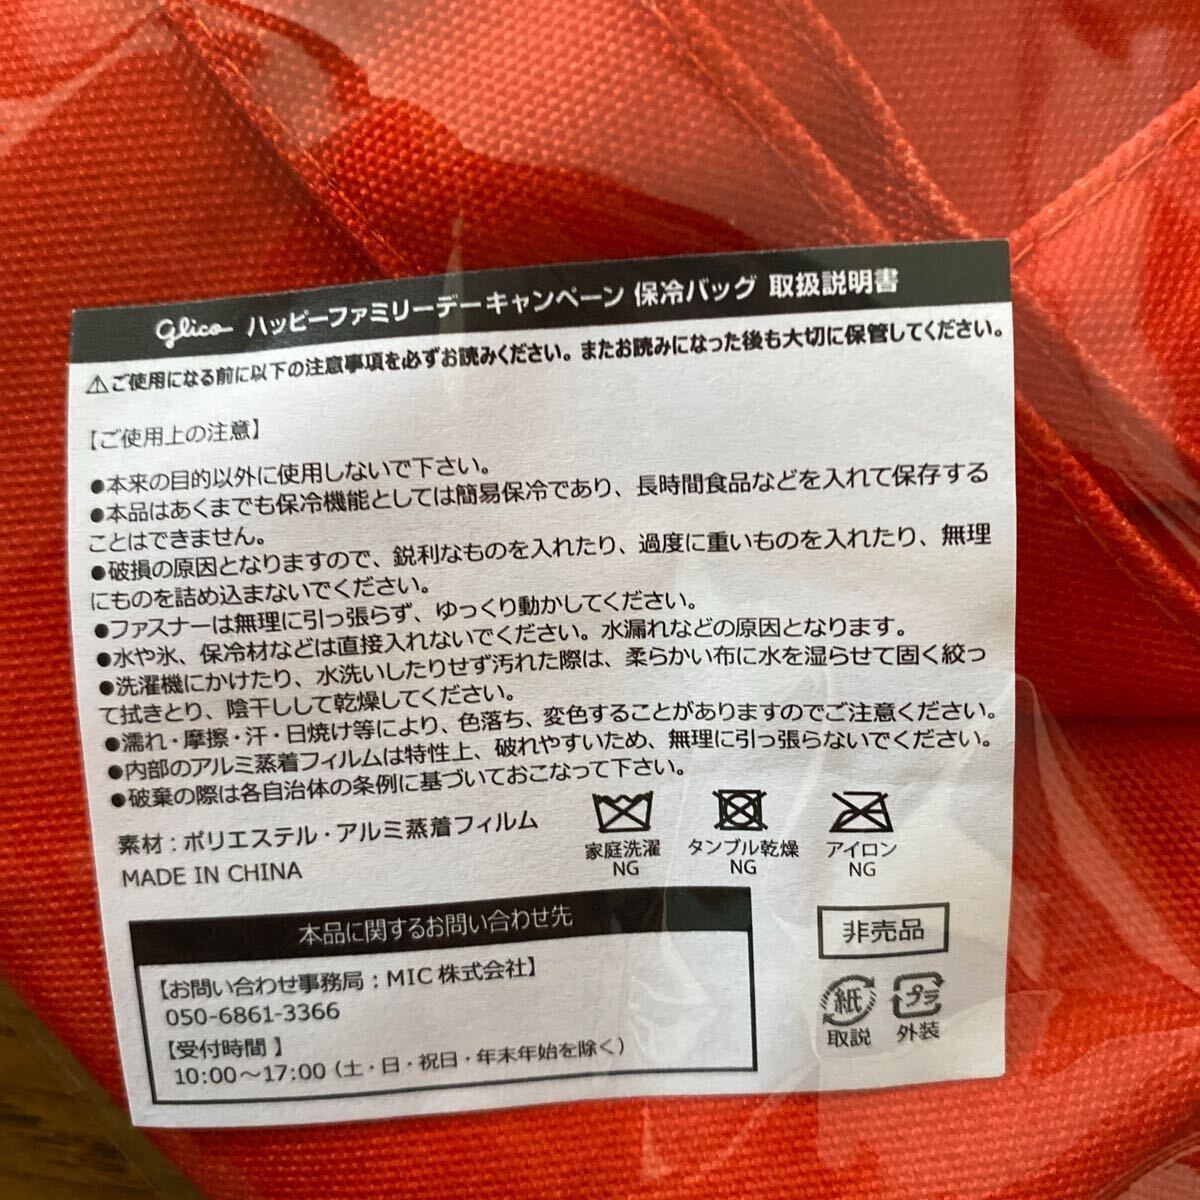 glico ハッピーファミリーデーキャンペーン 保冷バッグ 取扱説明書
⚠ご使用になる前に以下の注意事項を必ずお読みください。またお読みになった後も大切に保管してください。
【ご使用上の注意】
●本来の目的以外に使用しないで下さい。
●本品はあくまでも保冷機能としては簡易保冷であり、長時間食品などを入れて保存する
ことはできません。
●破損の原因となりますので、鋭利なものを入れたり、過度に重いものを入れたり、無理
にものを詰め込まないでください。
●ファスナーは無理に引っ張らず、ゆっくり動かしてください。
●水や氷、保冷材などは直接入れないでください。水漏れなどの原因となります。
●洗濯機にかけたり、水洗いしたりせず汚れた際は、柔らかい布に水を湿らせて固く絞っ
て拭きとり、陰干しして乾燥してください。
●濡れ・摩擦・汗・日焼け等により、色落ち、変色することがありますのでご注意ください。
●内部のアルミ蒸着フィルムは特性上、破れやすいため、無理に引っ張らないでください。
●破棄の際は各自治体の条例に基づいておこなって下さい。
素材：ポリエステル・アルミ蒸着フィルム
MADE IN CHINA
家庭洗濯 タンブル乾燥 アイロン
NG NG NG
本品に関するお問い合わせ先
【お問い合わせ事務局：MIC株式会社】
050-6861-3366
【受付時間】
10:00～17:00（土・日・祝日・年末年始を除く）
非売品
紙 プラ
取説 外装